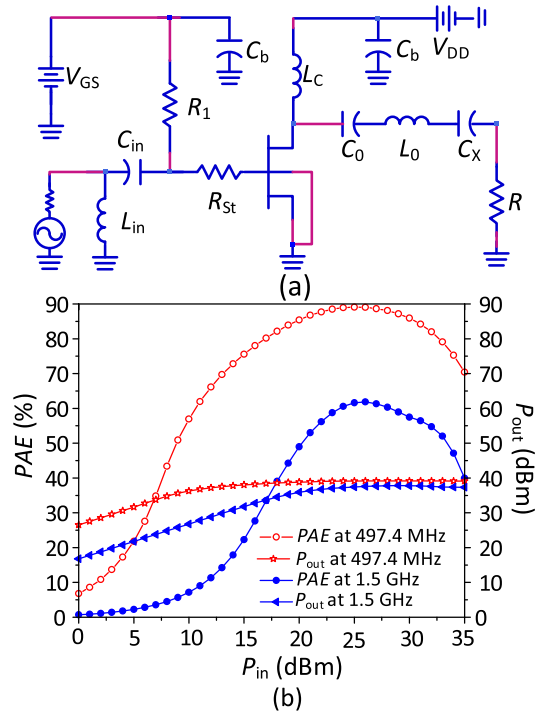 V_GS
C_b
R_1
L_C
C_b
V_DD
C_in
L_in
R_St
C_0
L_0
C_X
R
(a)
90 90
80 80
70 70
60 60
50 50
40 40
30 30
20 20
10 10
0 0
PAE (%)
P_out (dBm)
PAE at 497.4 MHz
P_out at 497.4 MHz
PAE at 1.5 GHz
P_out at 1.5 GHz
0 5 10 15 20 25 30 35
P_in (dBm)
(b)